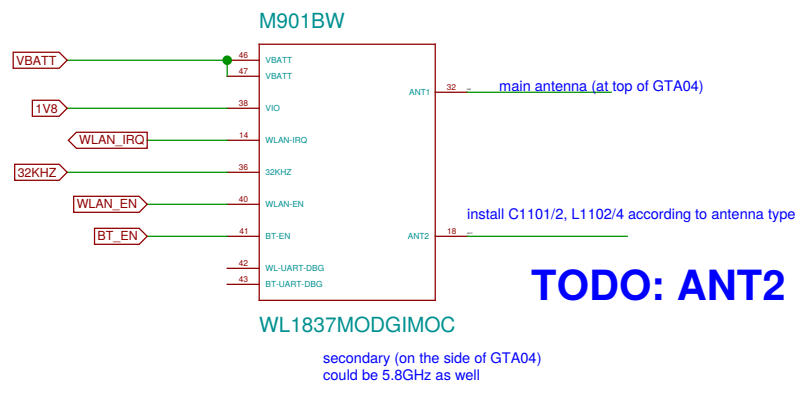 M901BW
VBATT
46
VBATT
47
VBATT
ANT1
32
main antenna (at top of GTA04)
1V8
38
VIO
WLAN_IRQ
14
WLAN-IRQ
32KHZ
36
32KHZ
WLAN_EN
40
WLAN-EN
install C1101/2, L1102/4 according to antenna type
BT_EN
41
BT-EN
ANT2
18
42
WL-UART-DBG
43
BT-UART-DBG
TODO: ANT2
WL1837MODGIMOC
secondary (on the side of GTA04)
could be 5.8GHz as well